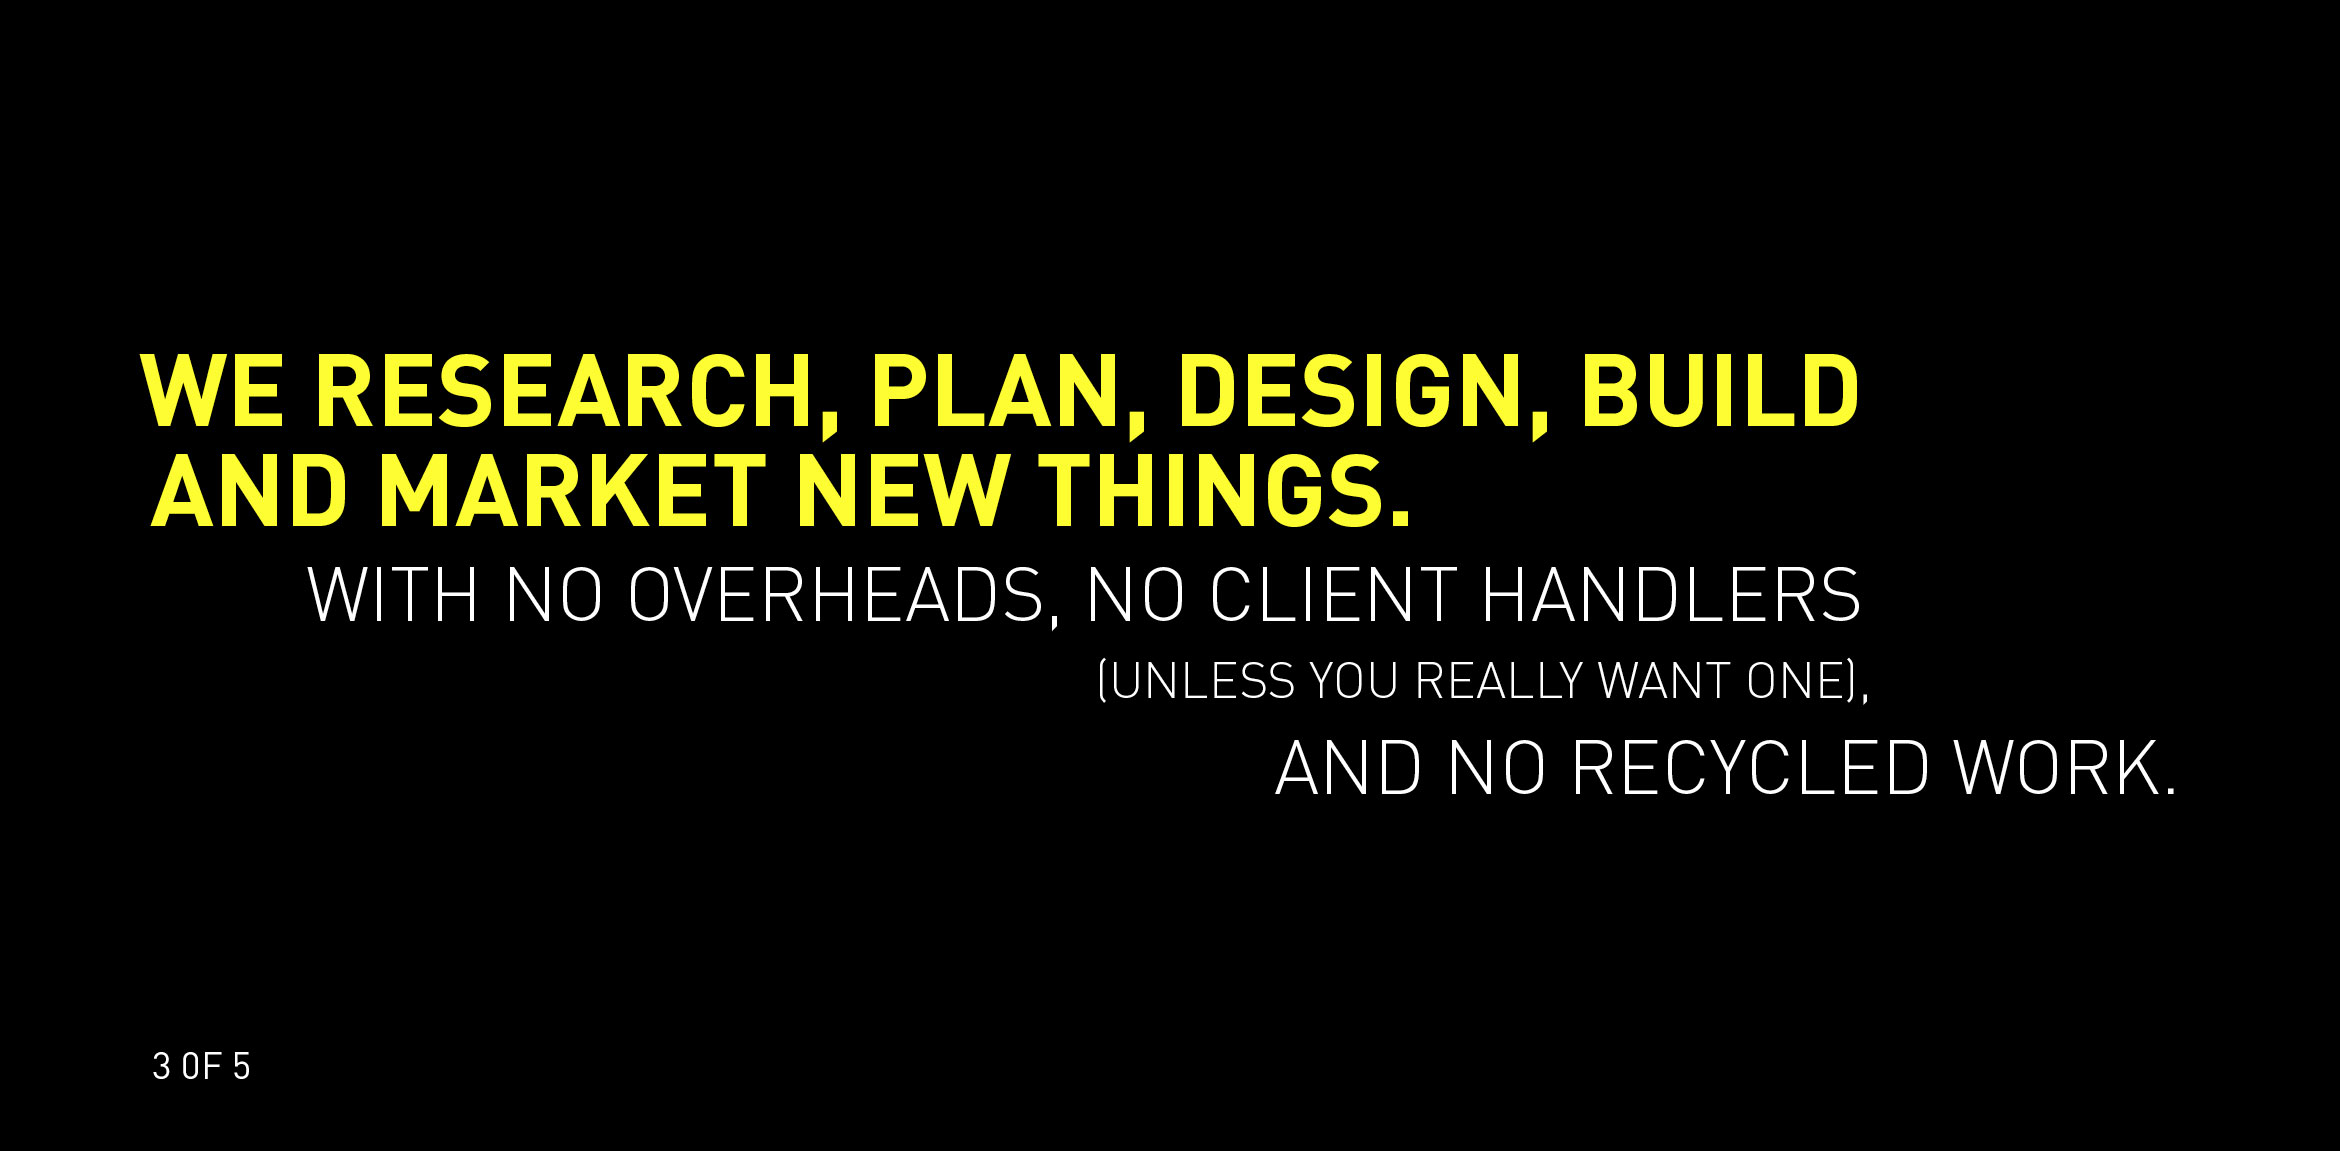 WE RESEARCH, PLAN, DESIGN, BUILD
AND MARKET NEW THINGS.
WITH NO OVERHEADS, NO CLIENT HANDLERS
(UNLESS YOU REALLY WANT ONE),
AND NO RECYCLED WORK.
3 OF 5